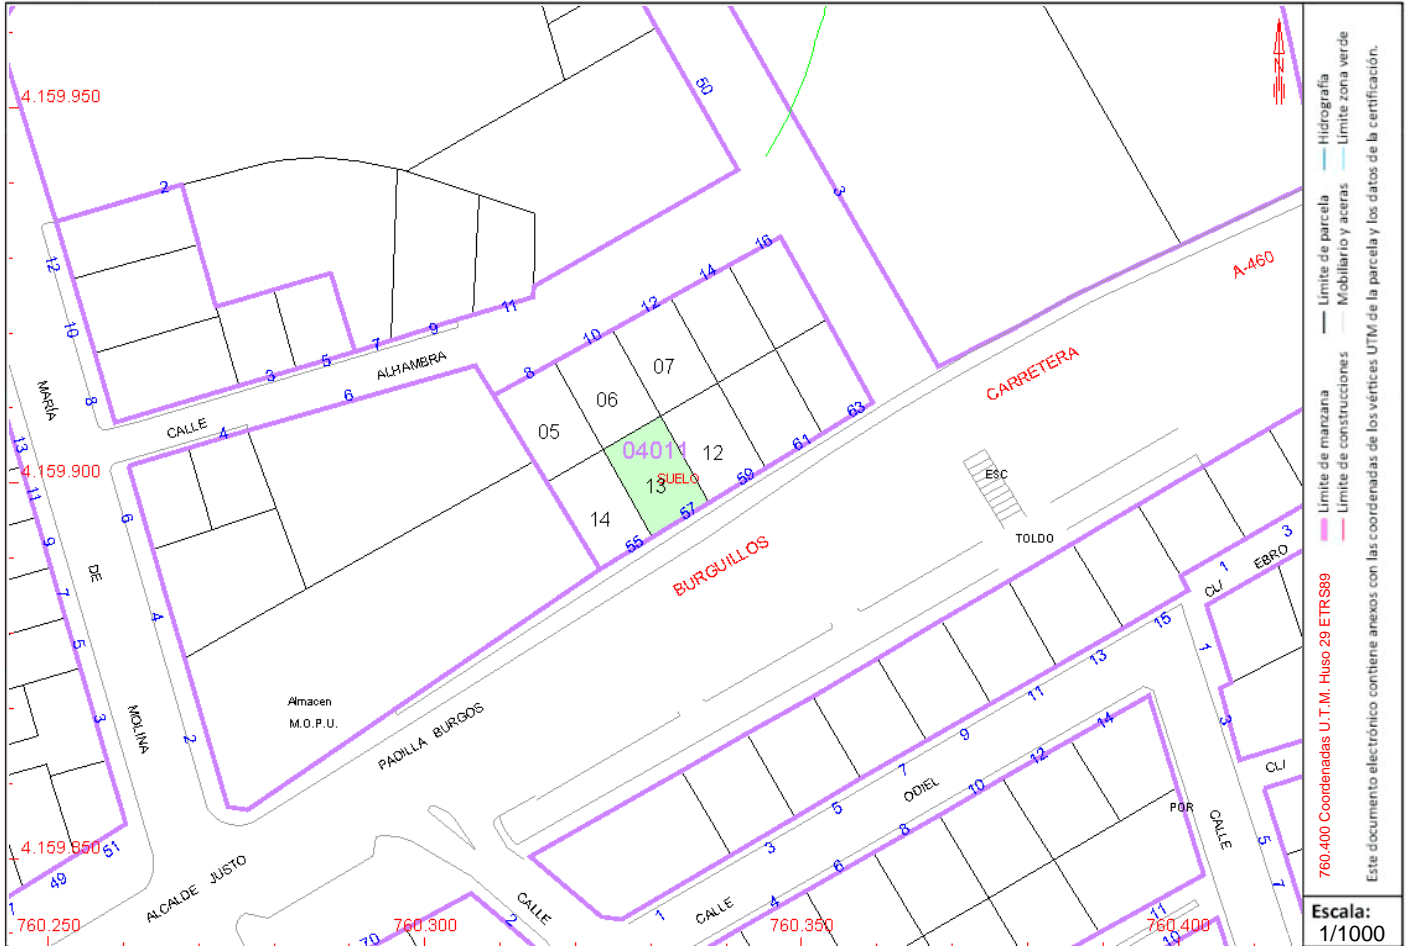 4.159.950
50
3
2
12
10
8
11
9
7
5
3
ALHAMBRA
6
CALLE
4
16
14
12
10
8
07
06
05
04011
12
SUELO
13
14
55
57
59
61
63
A-460
CARRETERA
BURGUILLOS
ESC
TOLDO
MARÍA
DE
MOLINA
13
11
9
7
5
3
4.159.900
6
4
2
Almacen
M.O.P.U.
PADILLA BURGOS
ALCALDE JUSTO
4.159.850
51
49
1
760.250
70
760.300
2
CALLE
760.350
760.400
1
3
5
7
9
11
13
15
ODIEL
CALLE
4
6
8
10
12
14
POR
CALLE
1
3
EBRO
CL/
1
3
CL/
5
7
11
10
N
Límite de manzana
Límite de parcela
Hidrografía
Límite de construcciones
Mobiliario y aceras
Límite zona verde
760.400 Coordenadas U.T.M. Huso 29 ETRS89
Este documento electrónico contiene anexos con las coordenadas de los vértices UTM de la parcela y los datos de la certificación.
Escala:
1/1000